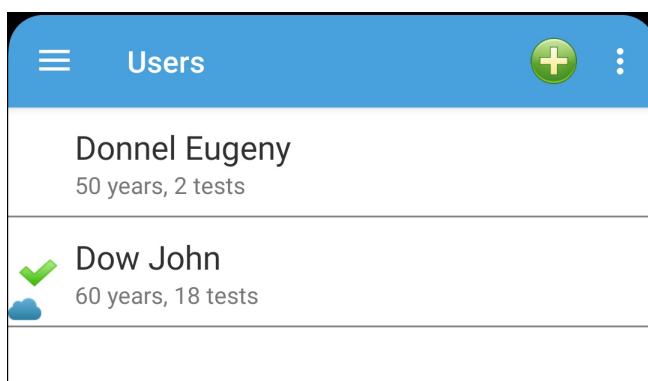 Users
Donnel Eugeny
50 years, 2 tests
Dow John
60 years, 18 tests